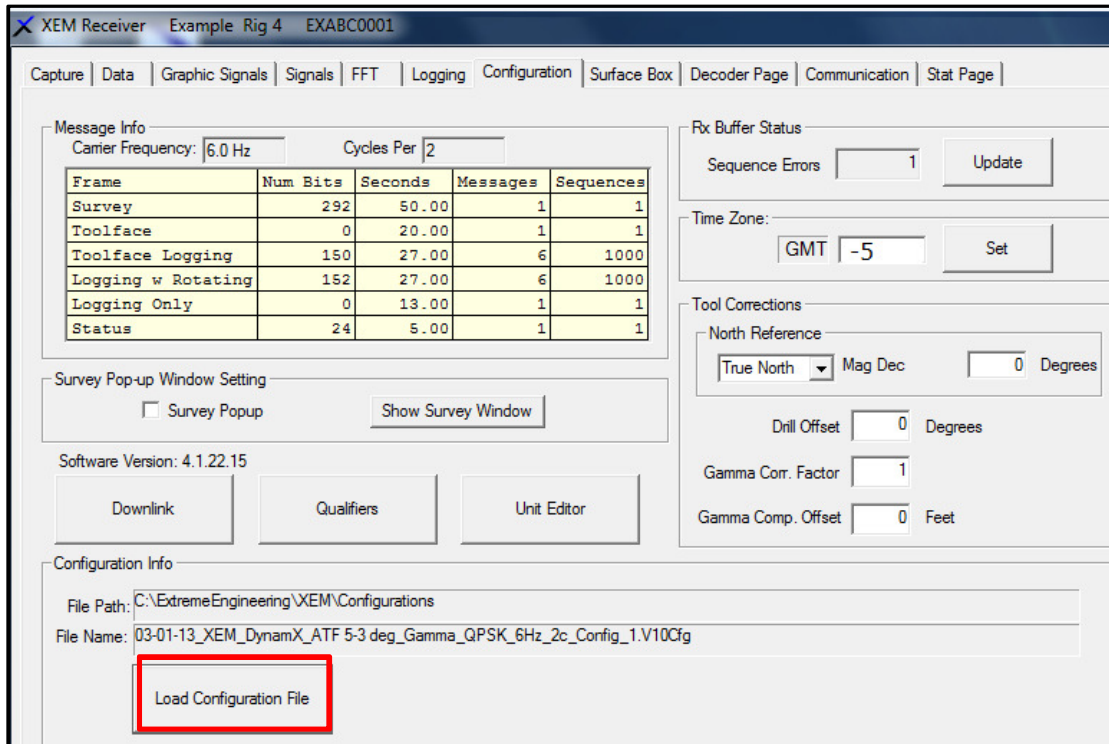 XEM Receiver Example Rig 4 EXABC0001
Capture Data Graphic Signals Signals FFT Logging Configuration Surface Box Decoder Page Communication Stat Page
Message Info
Carrier Frequency: 6.0 Hz Cycles Per 2
Frame Num Bits Seconds Messages Sequences
Survey 292 50.00 1 1
Toolface 0 20.00 1 1
Toolface Logging 150 27.00 6 1000
Logging w Rotating 152 27.00 6 1000
Logging Only 0 13.00 1 1
Status 24 5.00 1 1
Survey Pop-up Window Setting
Survey Popup Show Survey Window
Software Version: 4.1.22.15
Downlink Qualifiers Unit Editor
Rx Buffer Status
Sequence Errors 1 Update
Time Zone:
GMT -5 Set
Tool Corrections
North Reference
True North Mag Dec 0 Degrees
Drill Offset 0 Degrees
Gamma Corr. Factor 1
Gamma Comp. Offset 0 Feet
Configuration Info
File Path: C:\ExtremeEngineering\XEM\Configurations
File Name: 03-01-13_XEM_DynamX_ATF 5-3 deg_Gamma_QPSK_6Hz_2c_Config_1.V10Cfg
Load Configuration File